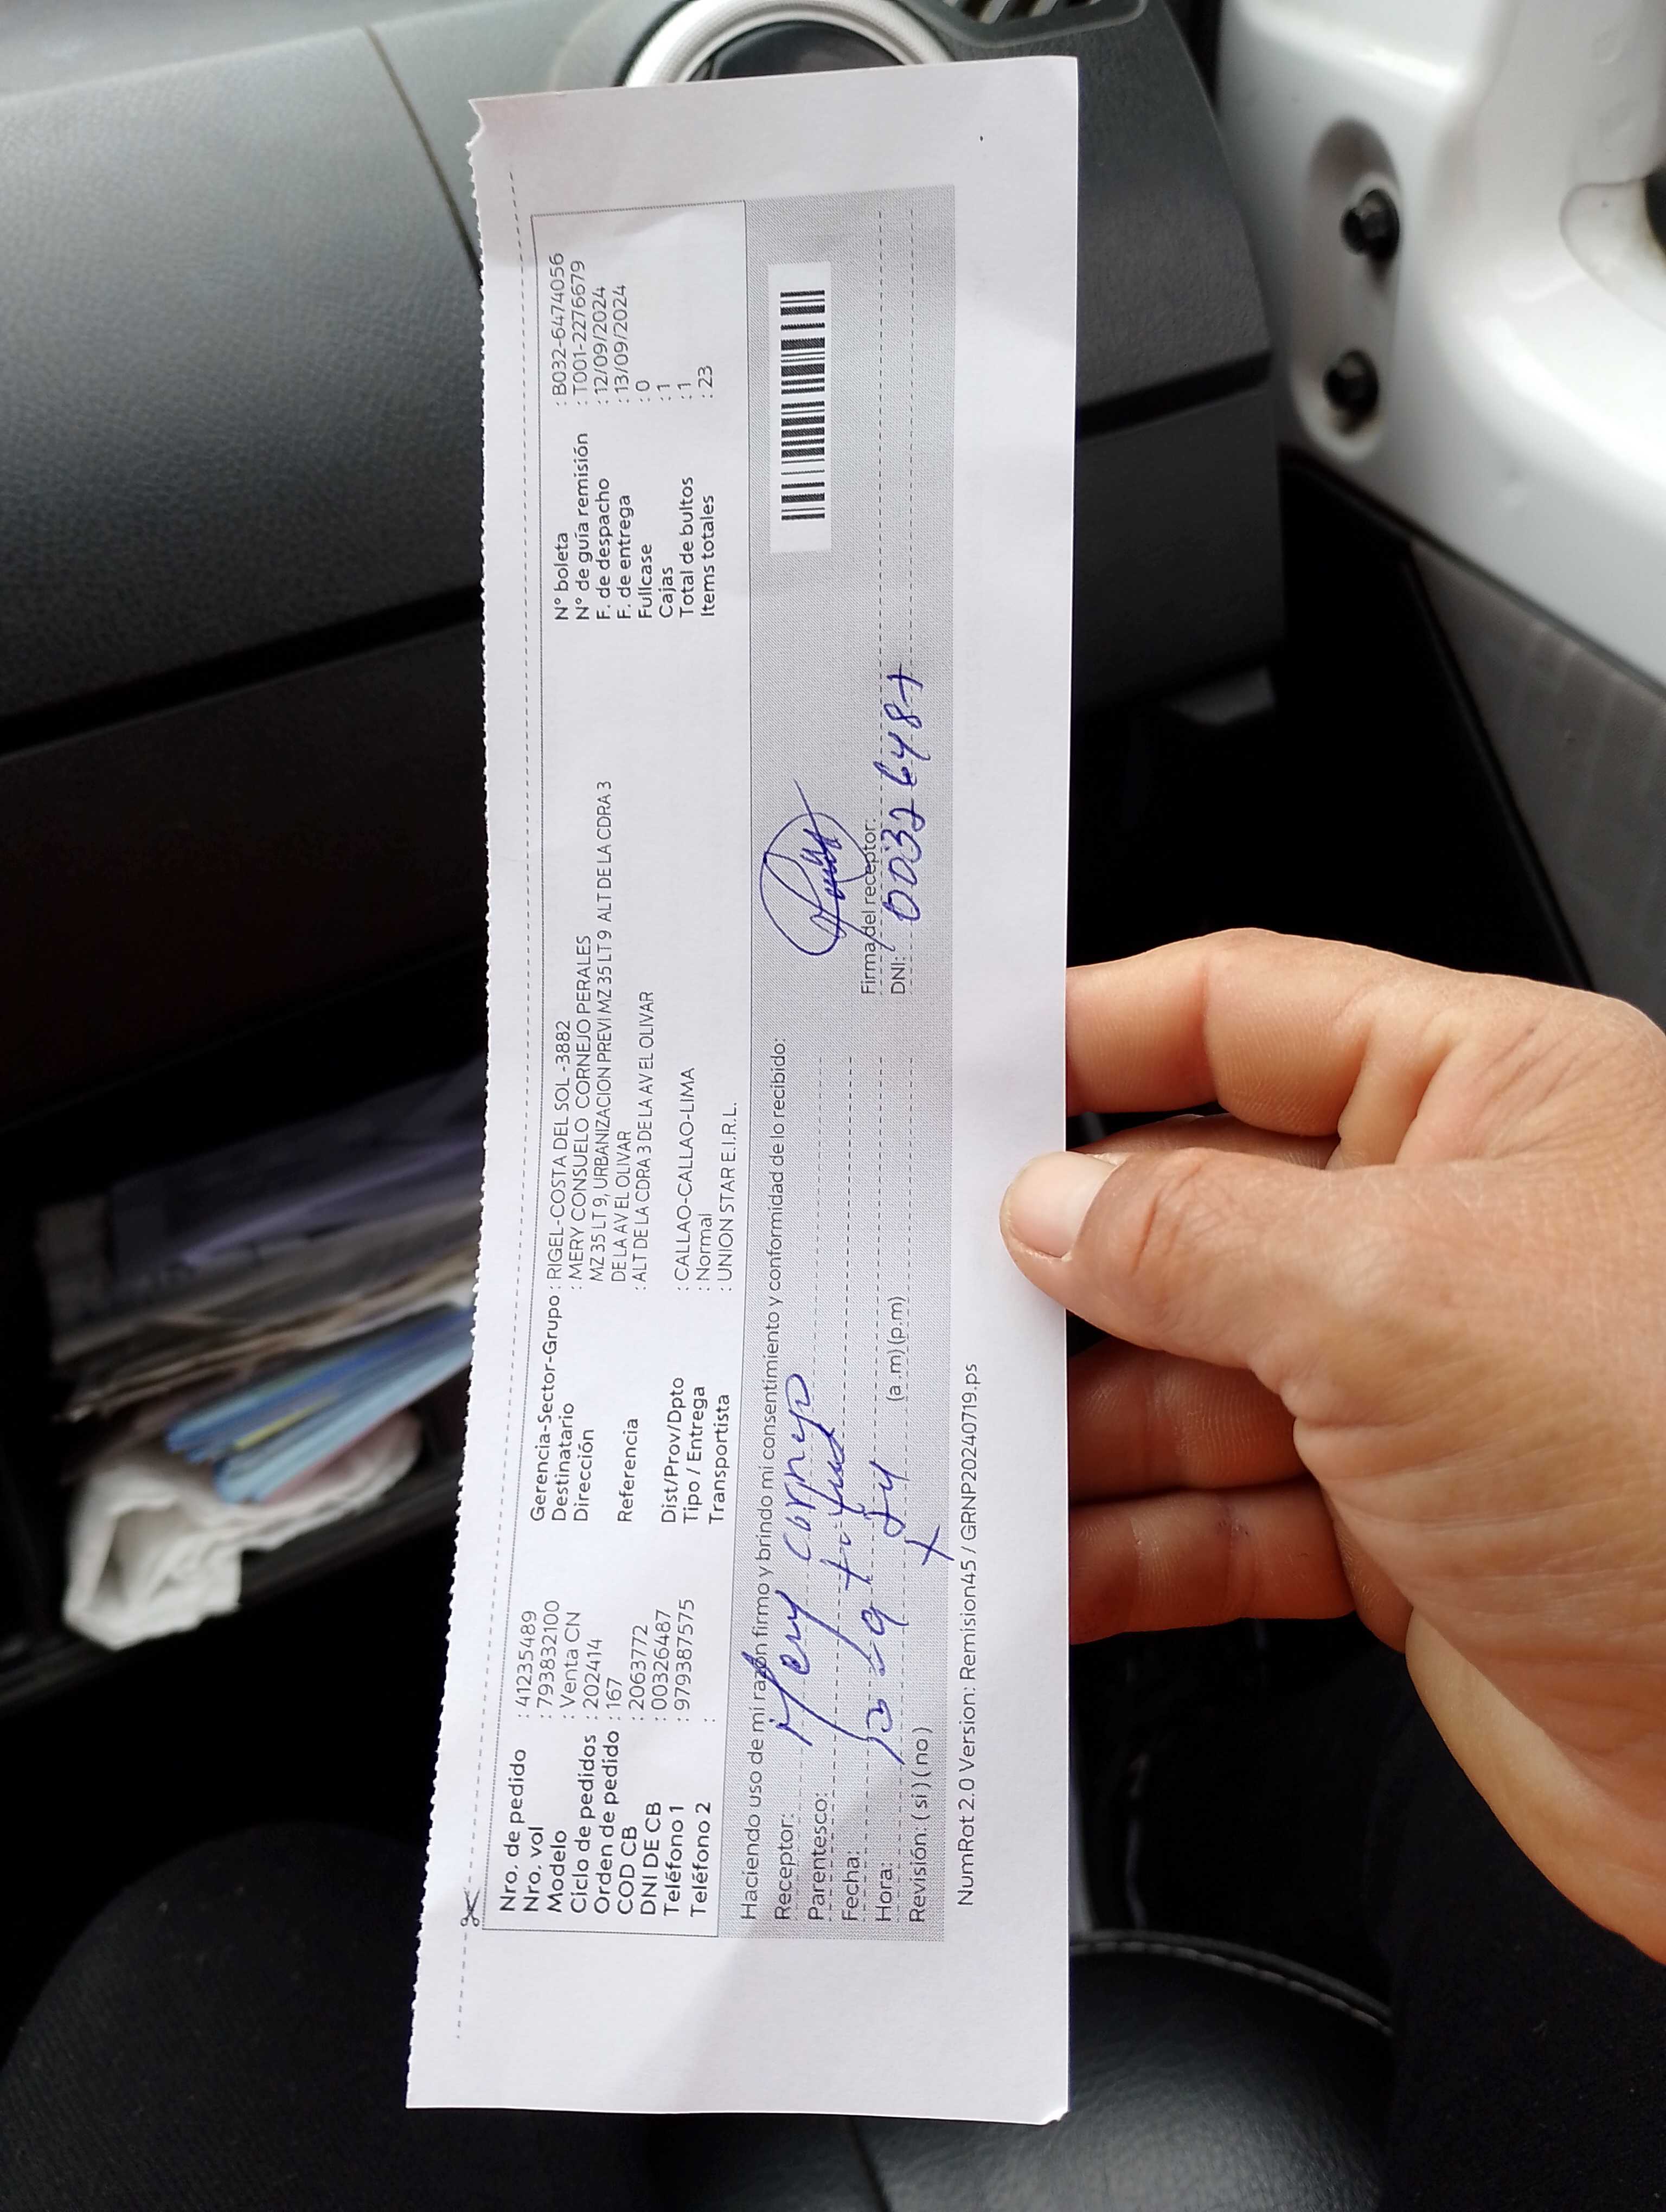 Nro. de pedido : 41235489
Nro. vol : 793832100
Modelo : Venta CN
Ciclo de pedidos : 202414
Orden de pedido : 167
COD CB : 2063772
DNI DE CB : 00326487
Teléfono 1 : 979387575
Teléfono 2 :
Gerencia-Sector-Grupo : RIGEL-COSTA DEL SOL -3882
Destinatario : MERY CONSUELO CORNEJO PERALES
Dirección MZ 35 LT 9, URBANIZACION PREVI MZ 35 LT 9 ALT DE LA CDRA 3
DE LA AV EL OLIVAR
Referencia : ALT DE LA CDRA 3 DE LA AV EL OLIVAR
Dist/Prov/Dpto : CALLAO-CALLAO-LIMA
Tipo / Entrega : Normal
Transportista : UNION STAR E.I.R.L.
N° boleta : B032-6474056
N° de guía remisión : T001-2276679
F. de despacho : 12/09/2024
F. de entrega : 13/09/2024
Fullcase : 0
Cajas : 1
Total de bultos : 1
Items totales : 23
Haciendo uso de mi razón firmo y brindo mi consentimiento y conformidad de lo recibido:
Receptor: Mery Cornejo
Parentesco:
Fecha:
Hora: (a.m) (p.m)
Revisión: ( si ) ( no ) X
Firma del receptor:
DNI: 00326487
NumRot 2.0 Version: Remision45 / GRNP20240719.ps